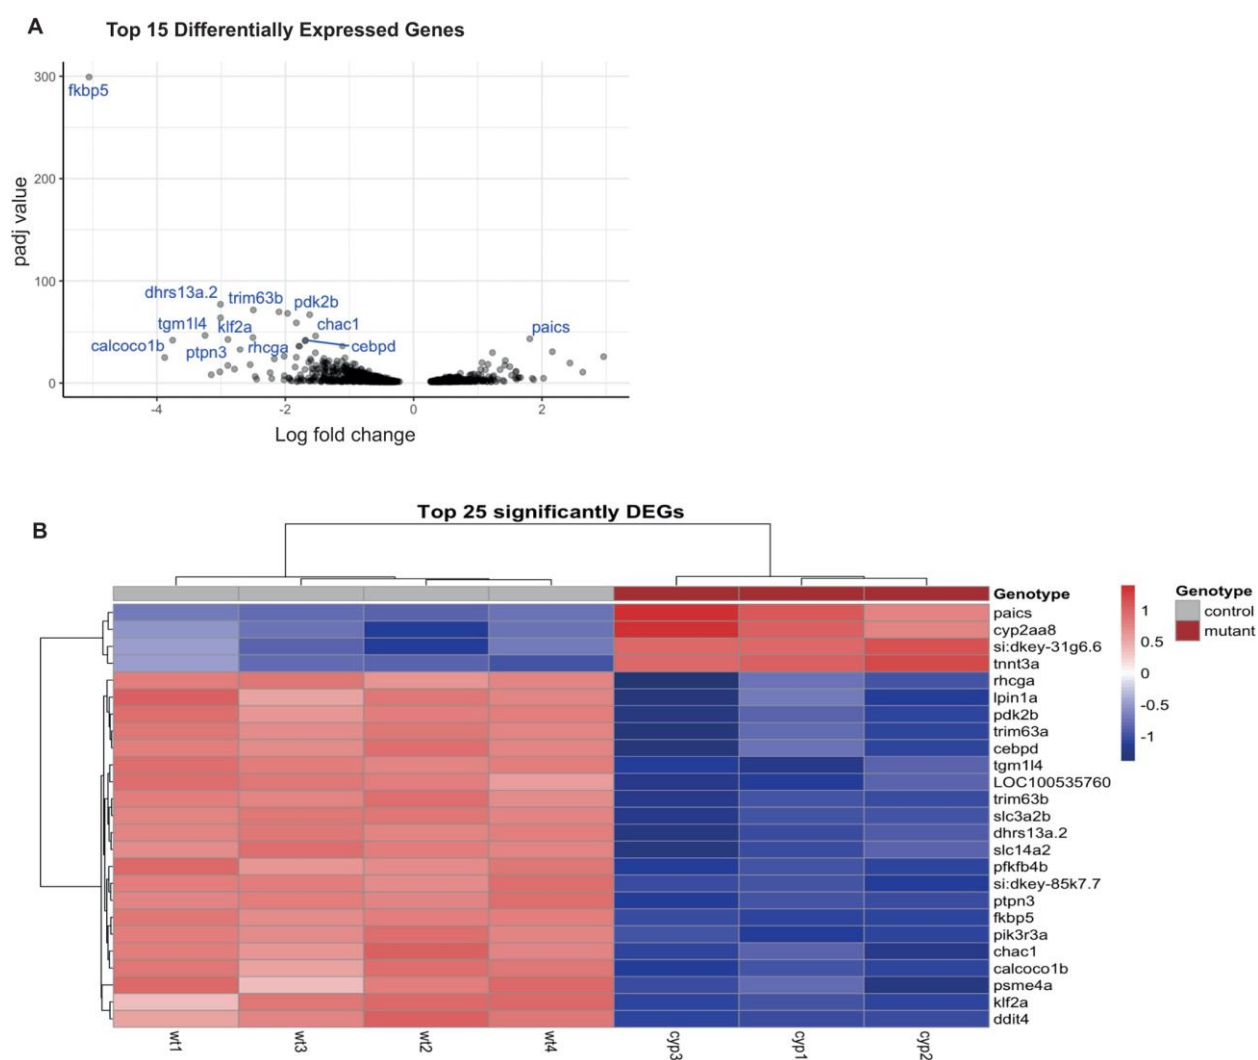 A
Top 15 Differentially Expressed Genes
padj value
300
200
100
0
fkbp5
dhrs13a.2
trim63b
pdk2b
tgm1l4
klf2a
chac1
paics
calcoco1b
ptpn3
rhcga
cebpd
-4
-2
0
2
Log fold change
B
Top 25 significantly DEGs
Genotype
paics
cyp2aa8
si:dkey-31g6.6
tnnt3a
rhcga
lpin1a
pdk2b
trim63a
cebpd
tgm1l4
LOC100535760
trim63b
slc3a2b
dhrs13a.2
slc14a2
pfkfb4b
si:dkey-85k7.7
ptpn3
fkbp5
pik3r3a
chac1
calcoco1b
psme4a
klf2a
ddit4
wt1
wt3
wt2
wt4
cyp3
cyp1
cyp2
1
0.5
0
-0.5
-1
Genotype
control
mutant